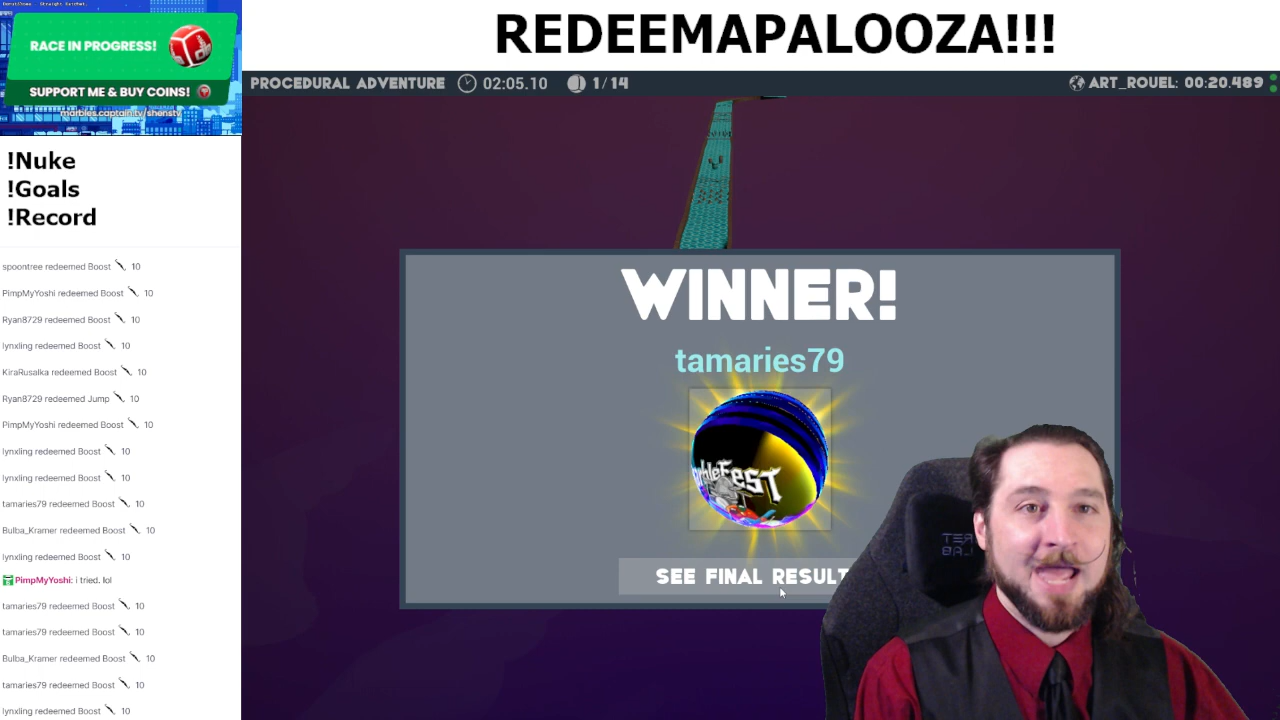 REDEEMAPALOOZA!!!
RACE IN PROGRESS!
SUPPORT ME & BUY COINS!
marbles.captain.tv/shensty
PROCEDURAL ADVENTURE 02:05.10 1/14 ART_ROUEL: 00:20.489
!Nuke
!Goals
!Record
spoontree redeemed Boost 10
PimpMyYoshi redeemed Boost 10
Ryan8729 redeemed Boost 10
lynxling redeemed Boost 10
KiraRusalka redeemed Boost 10
Ryan8729 redeemed Jump 10
PimpMyYoshi redeemed Boost 10
lynxling redeemed Boost 10
lynxling redeemed Boost 10
tamaries79 redeemed Boost 10
Bulba_Kramer redeemed Boost 10
lynxling redeemed Boost 10
PimpMyYoshi: i tried. lol
tamaries79 redeemed Boost 10
tamaries79 redeemed Boost 10
Bulba_Kramer redeemed Boost 10
tamaries79 redeemed Boost 10
lynxling redeemed Boost 10
WINNER!
tamaries79
rbleFEST
SEE FINAL RESULT